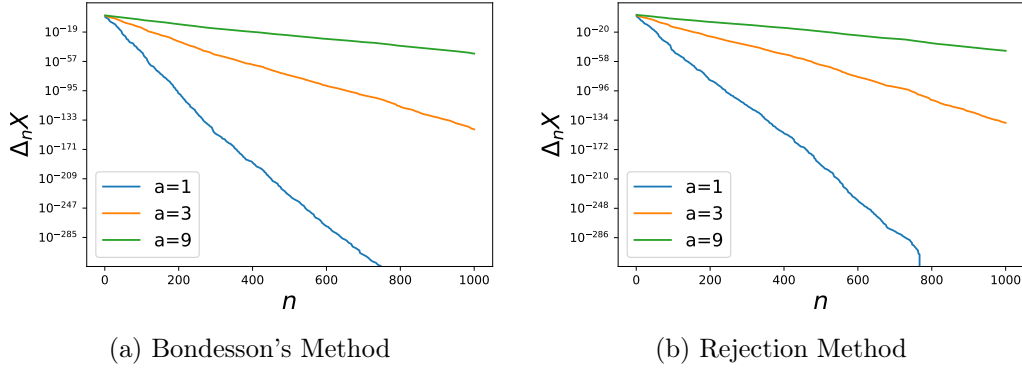 10⁻¹⁹
10⁻⁵⁷
10⁻⁹⁵
10⁻¹³³
10⁻¹⁷¹
10⁻²⁰⁹
10⁻²⁴⁷
10⁻²⁸⁵
ΔₙX
a=1
a=3
a=9
0 200 400 600 800 1000
n
(a) Bondesson's Method
10⁻²⁰
10⁻⁵⁸
10⁻⁹⁶
10⁻¹³⁴
10⁻¹⁷²
10⁻²¹⁰
10⁻²⁴⁸
10⁻²⁸⁶
ΔₙX
a=1
a=3
a=9
0 200 400 600 800 1000
n
(b) Rejection Method